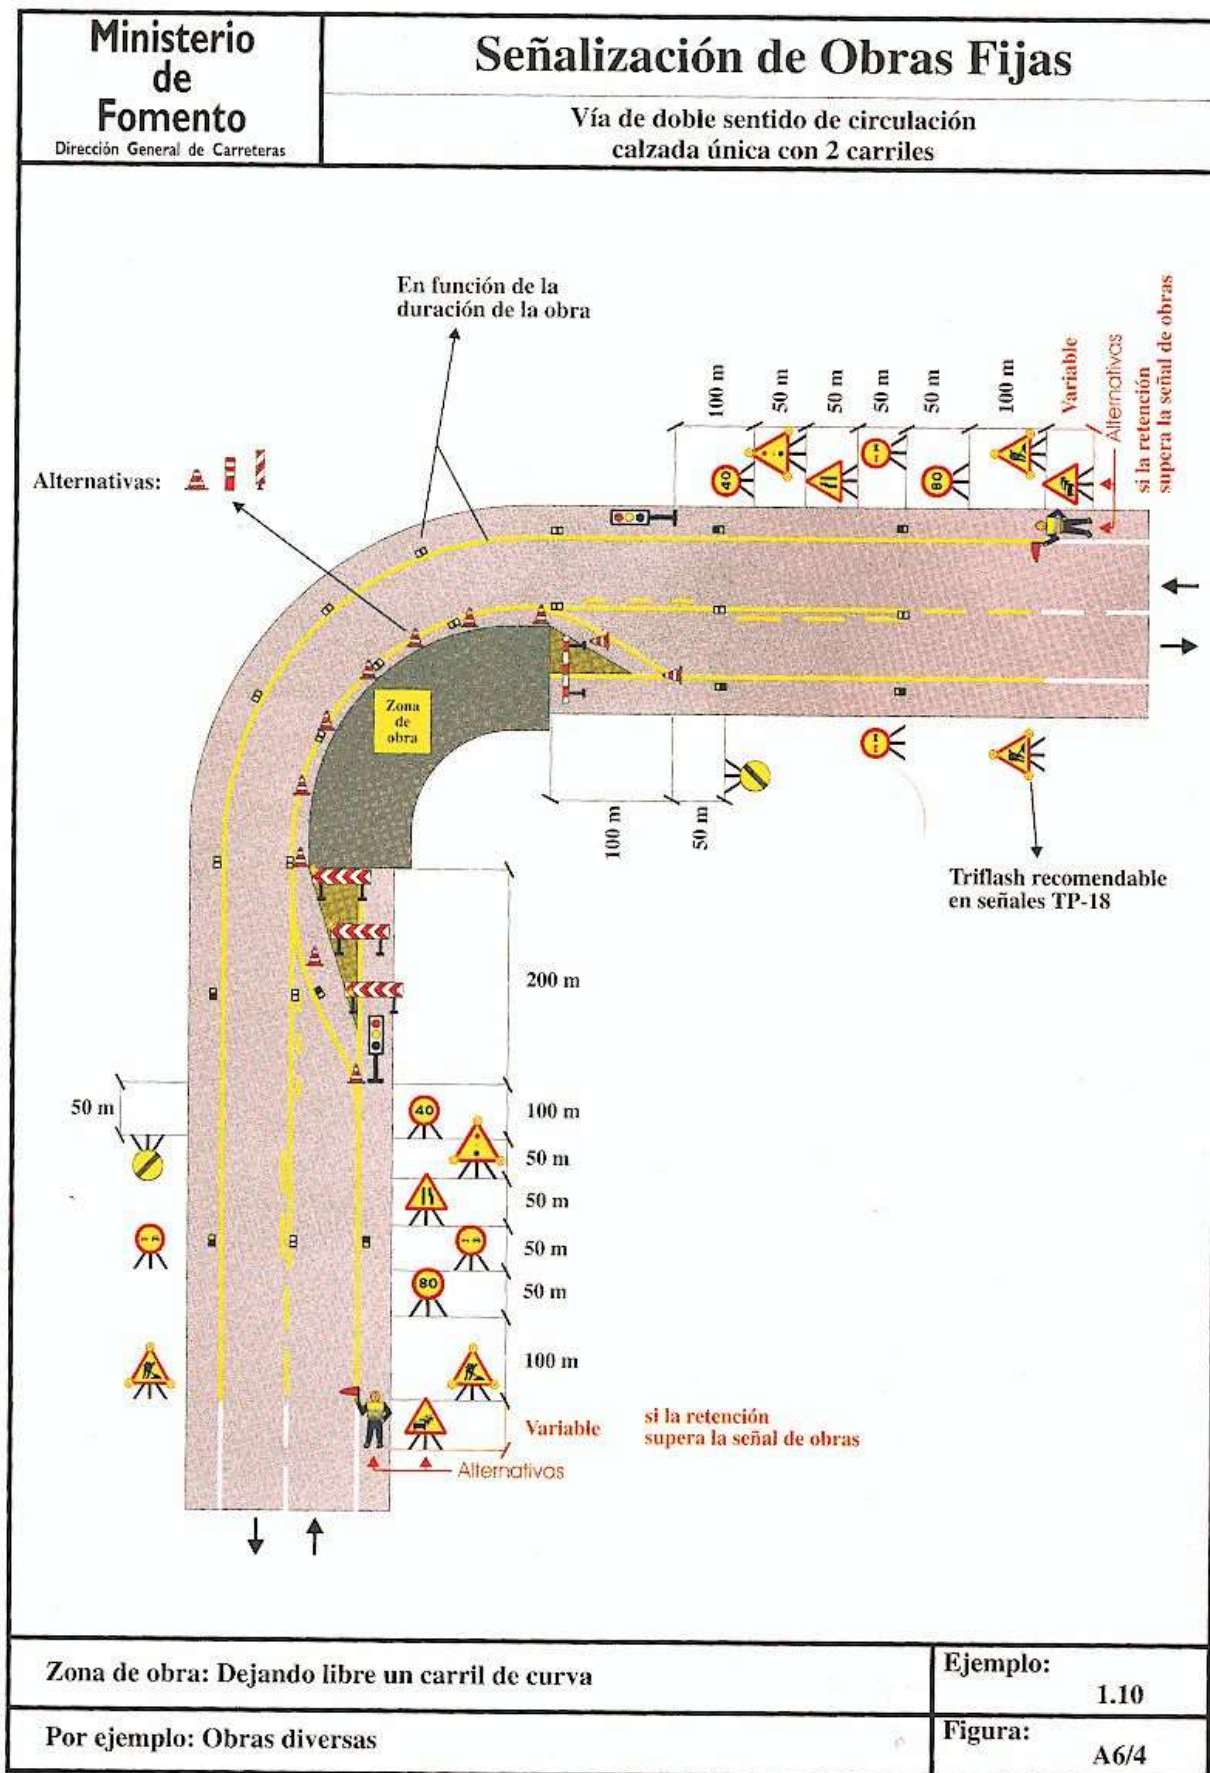 Ministerio
de
Fomento
Dirección General de Carreteras
Señalización de Obras Fijas
Vía de doble sentido de circulación
calzada única con 2 carriles
En función de la
duración de la obra
Alternativas:
100 m
50 m
50 m
50 m
50 m
100 m
Variable
Alternativas
si la retención
supera la señal de obras
40
80
Zona
de
obra
100 m
50 m
Triflash recomendable
en señales TP-18
200 m
50 m
40
100 m
50 m
50 m
50 m
80
50 m
100 m
Variable
si la retención
supera la señal de obras
Alternativas
Zona de obra: Dejando libre un carril de curva
Ejemplo:
1.10
Por ejemplo: Obras diversas
Figura:
A6/4